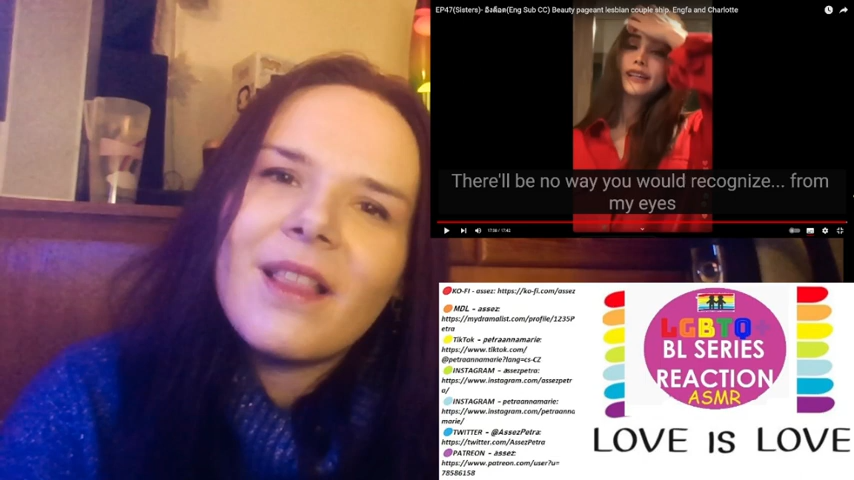 EP47(Sisters)- อิงล็อต(Eng Sub CC) Beauty pageant lesbian couple ship. Engfa and Charlotte
There'll be no way you would recognize... from
my eyes
17:38 / 17:42
KO-FI - assez: https://ko-fi.com/assez
MDL - assez:
https://mydramalist.com/profile/1235P
etra
TikTok - petraannamarie:
https://www.tiktok.com/
@petraannamarie?lang=cs-CZ
INSTAGRAM - assezpetra:
https://www.instagram.com/assezpetr
a/
INSTAGRAM - petraannamarie:
https://www.instagram.com/petraanna
marie/
TWITTER - @AssezPetra:
https://twitter.com/AssezPetra
PATREON - assez:
https://www.patreon.com/user?u=
78586158
LGBTQ+
BL SERIES
REACTION
ASMR
LOVE IS LOVE